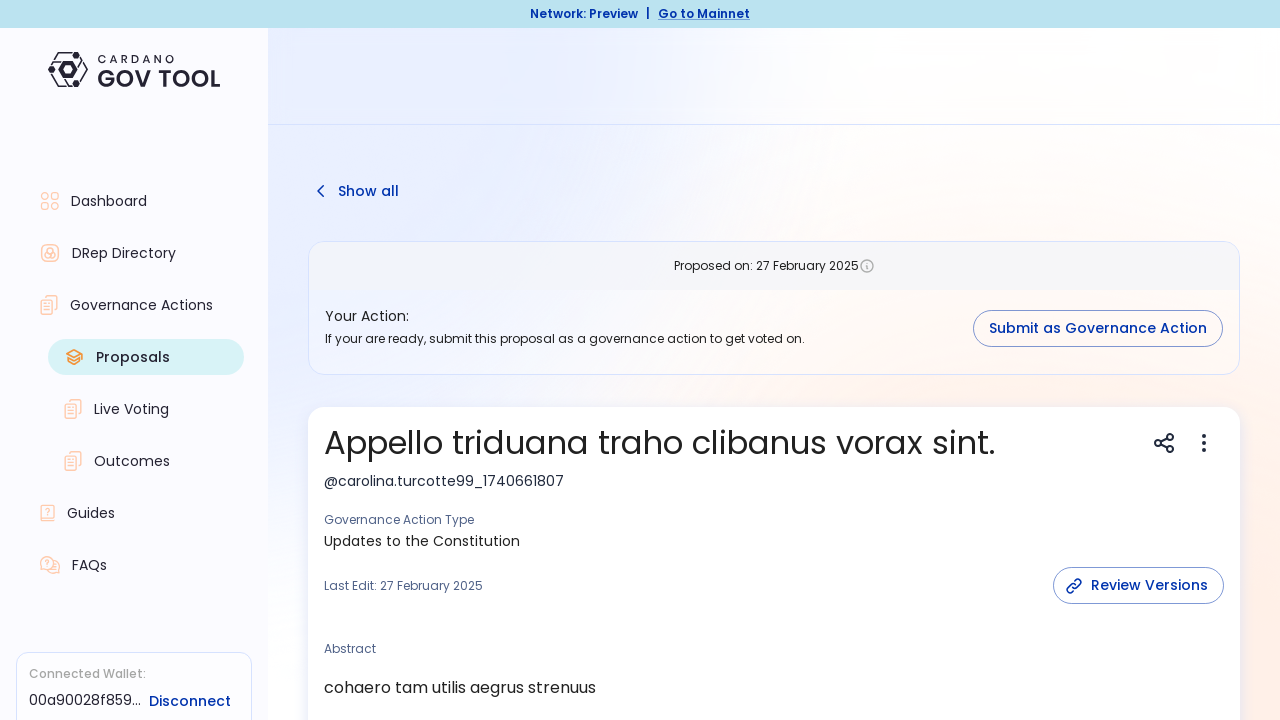 Network: Preview | Go to Mainnet
CARDANO
GOV TOOL
Dashboard
DRep Directory
Governance Actions
Proposals
Live Voting
Outcomes
Guides
FAQs
Connected Wallet:
00a90028f859... Disconnect
Show all
Proposed on: 27 February 2025
Your Action:
If your are ready, submit this proposal as a governance action to get voted on.
Submit as Governance Action
Appello triduana traho clibanus vorax sint.
@carolina.turcotte99_1740661807
Governance Action Type
Updates to the Constitution
Last Edit: 27 February 2025
Review Versions
Abstract
cohaero tam utilis aegrus strenuus